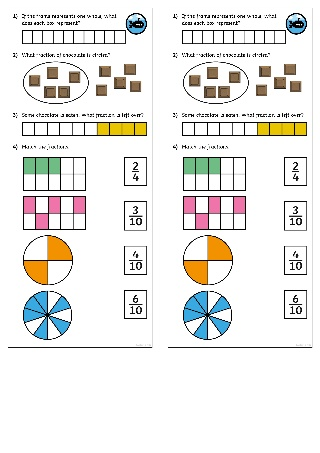 1) If the frame represents one whole, what
does each box represent?
2) What fraction of chocolate is circled?
3) Some chocolate is eaten. What fraction is left over?
4) Match the fractions.
2/4
3/10
4/10
6/10
1) If the frame represents one whole, what
does each box represent?
2) What fraction of chocolate is circled?
3) Some chocolate is eaten. What fraction is left over?
4) Match the fractions.
2/4
3/10
4/10
6/10